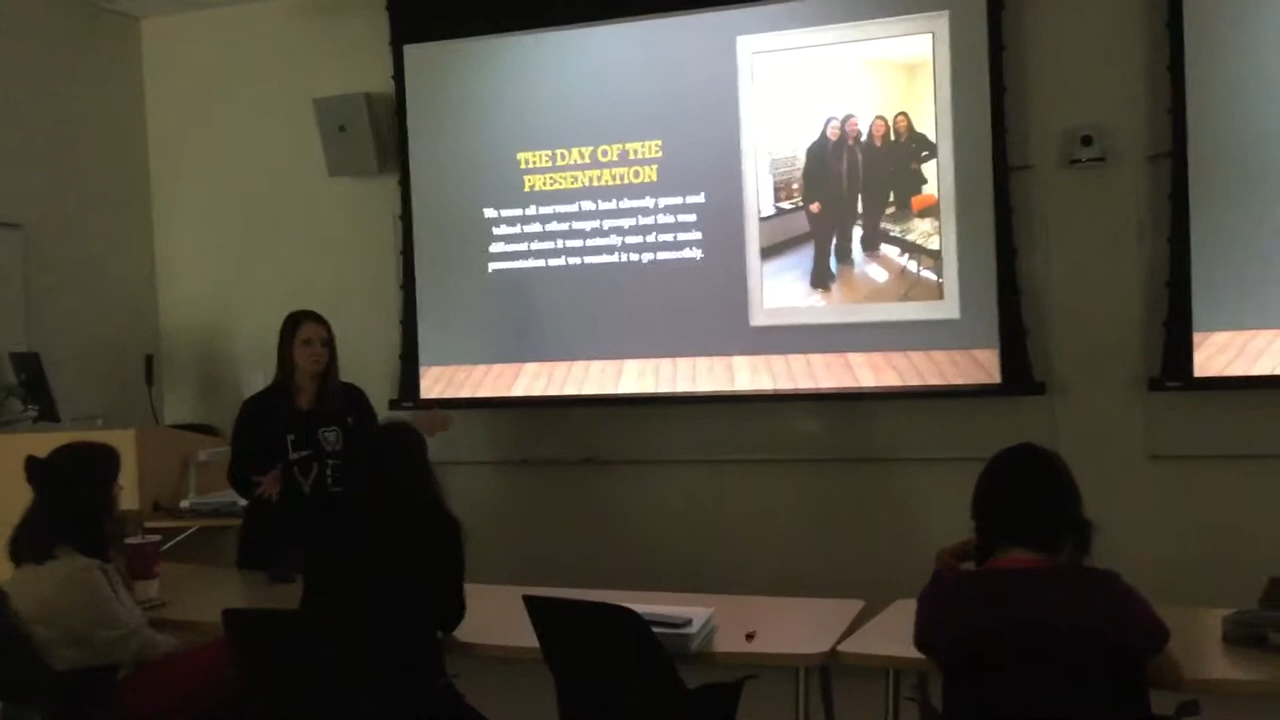 THE DAY OF THE
PRESENTATION
We were all nervous! We had already gone and
talked with other target groups but this was
different since it was actually one of our main
presentation and we wanted it to go smoothly.